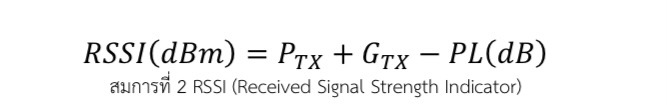 RSSI(dBm) = P_TX + G_TX − PL(dB)
สมการที่ 2 RSSI (Received Signal Strength Indicator)